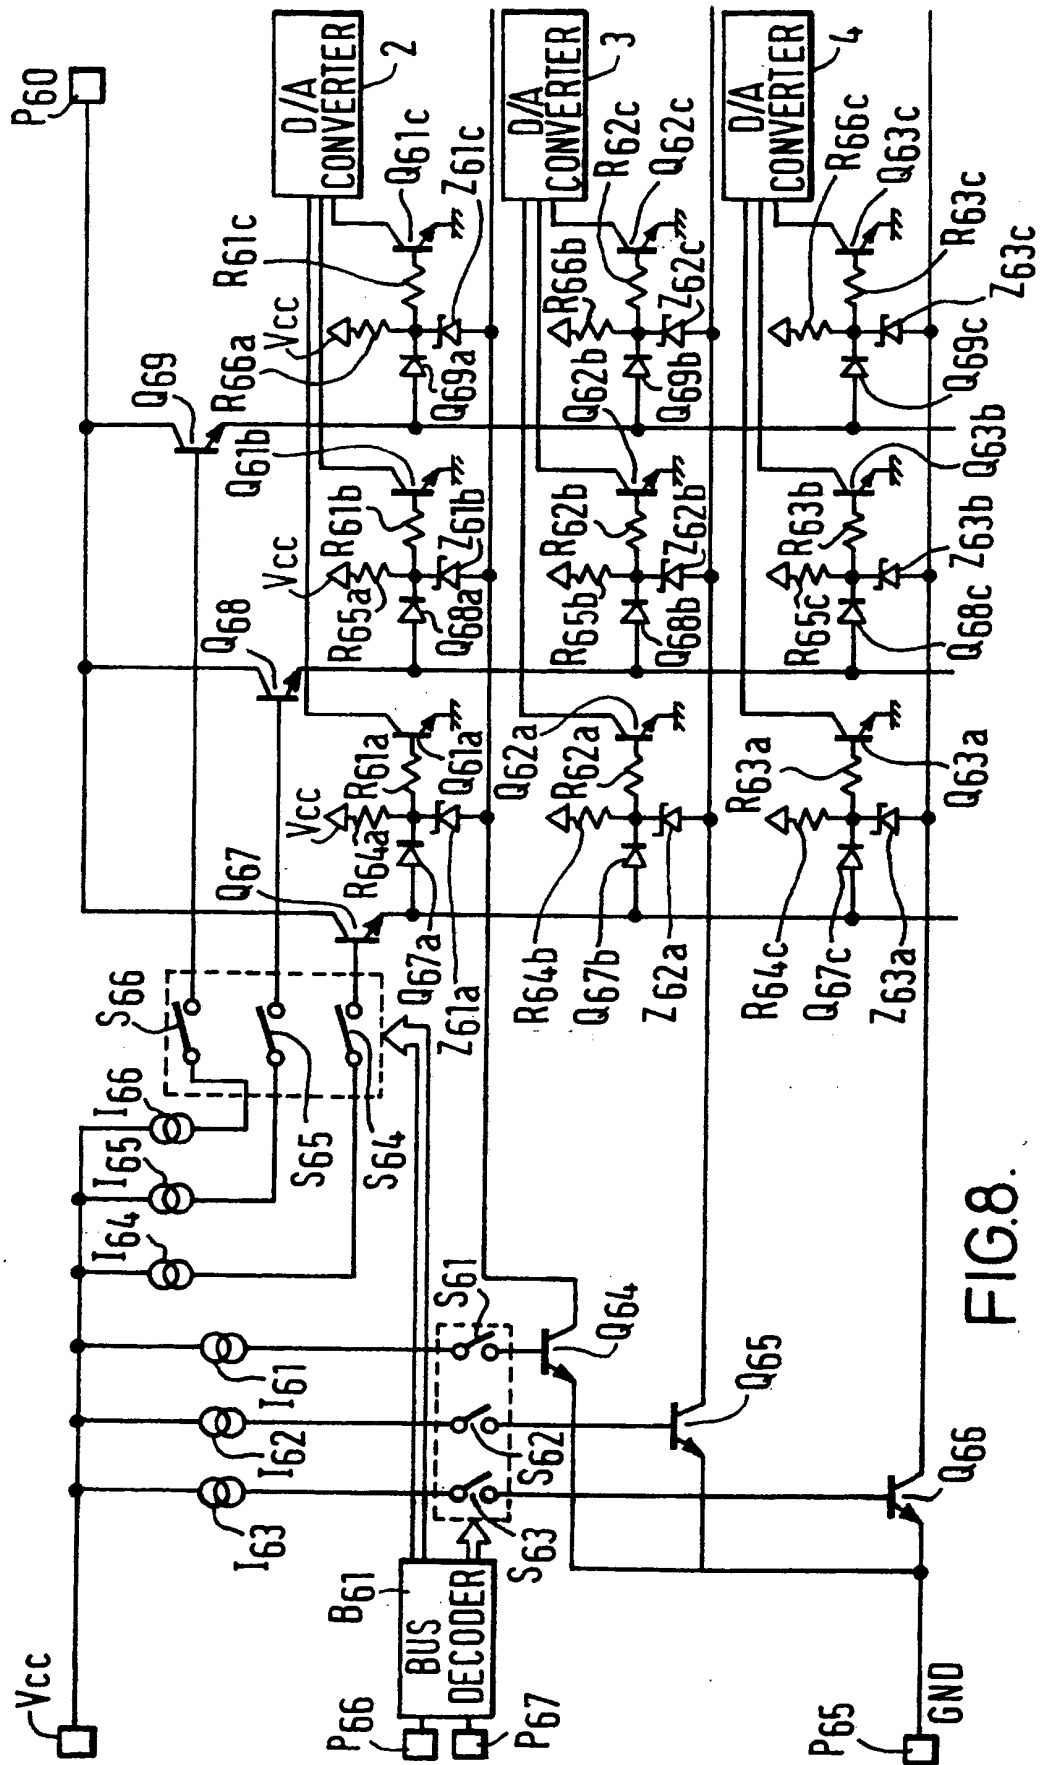 Vcc
P60
I63
I62
I61
I64
I65
I66
S66
S65
S64
Q67
Q68
Q69
B61
BUS
DECODER
P66
P67
S63
S62
S61
Q64
Q65
Q66
P65
GND
Vcc
R64a
R61a
Q67a
Z61a
Q61a
Vcc
R65a
R61b
Q61b
Q68a
Z61b
Vcc
R66a
R61c
Q61c
Q69a
Z61c
D/A
CONVERTER
2
R64b
Q67b
Z62a
R62a
Q62a
R65b
Q68b
R62b
Z62b
Q62b
R66b
Q69b
Z62c
R62c
Q62c
D/A
CONVERTER
3
R64c
Q67c
Z63a
R63a
Q63a
R65c
R63b
Q68c
Z63b
Q63b
Q69c
Z63c
R63c
Q63c
R66c
D/A
CONVERTER
4
FIG.8.